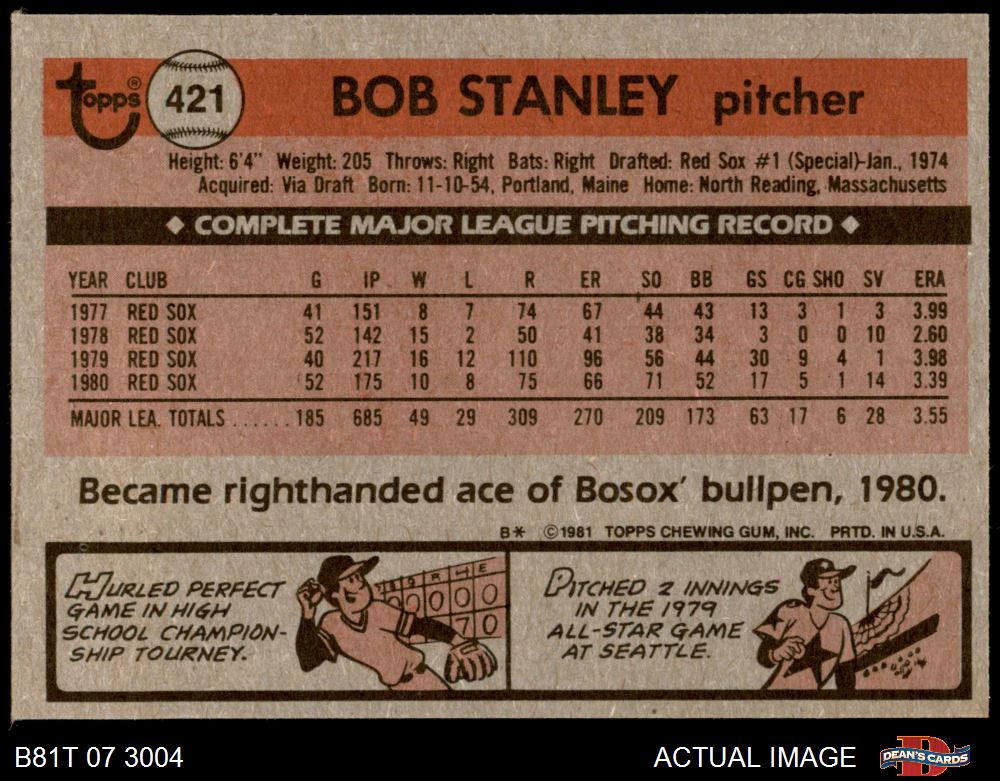 topps® 421 BOB STANLEY pitcher
Height: 6'4" Weight: 205 Throws: Right Bats: Right Drafted: Red Sox #1 (Special)-Jan., 1974
Acquired: Via Draft Born: 11-10-54, Portland, Maine Home: North Reading, Massachusetts
◆ COMPLETE MAJOR LEAGUE PITCHING RECORD ◆
YEAR CLUB G IP W L R ER SO BB GS CG SHO SV ERA
1977 RED SOX 41 151 8 7 74 67 44 43 13 3 1 3 3.99
1978 RED SOX 52 142 15 2 50 41 38 34 3 0 0 10 2.60
1979 RED SOX 40 217 16 12 110 96 56 44 30 9 4 1 3.98
1980 RED SOX 52 175 10 8 75 66 71 52 17 5 1 14 3.39
MAJOR LEA. TOTALS ...... 185 685 49 29 309 270 209 173 63 17 6 28 3.55
Became righthanded ace of Bosox' bullpen, 1980.
B* ©1981 TOPPS CHEWING GUM, INC. PRTD. IN U.S.A.
HURLED PERFECT
GAME IN HIGH
SCHOOL CHAMPION-
SHIP TOURNEY.
R H E
0 0 0 0 0
7 0
PITCHED 2 INNINGS
IN THE 1979
ALL-STAR GAME
AT SEATTLE.
B81T 07 3004 ACTUAL IMAGE DEAN'S CARDS